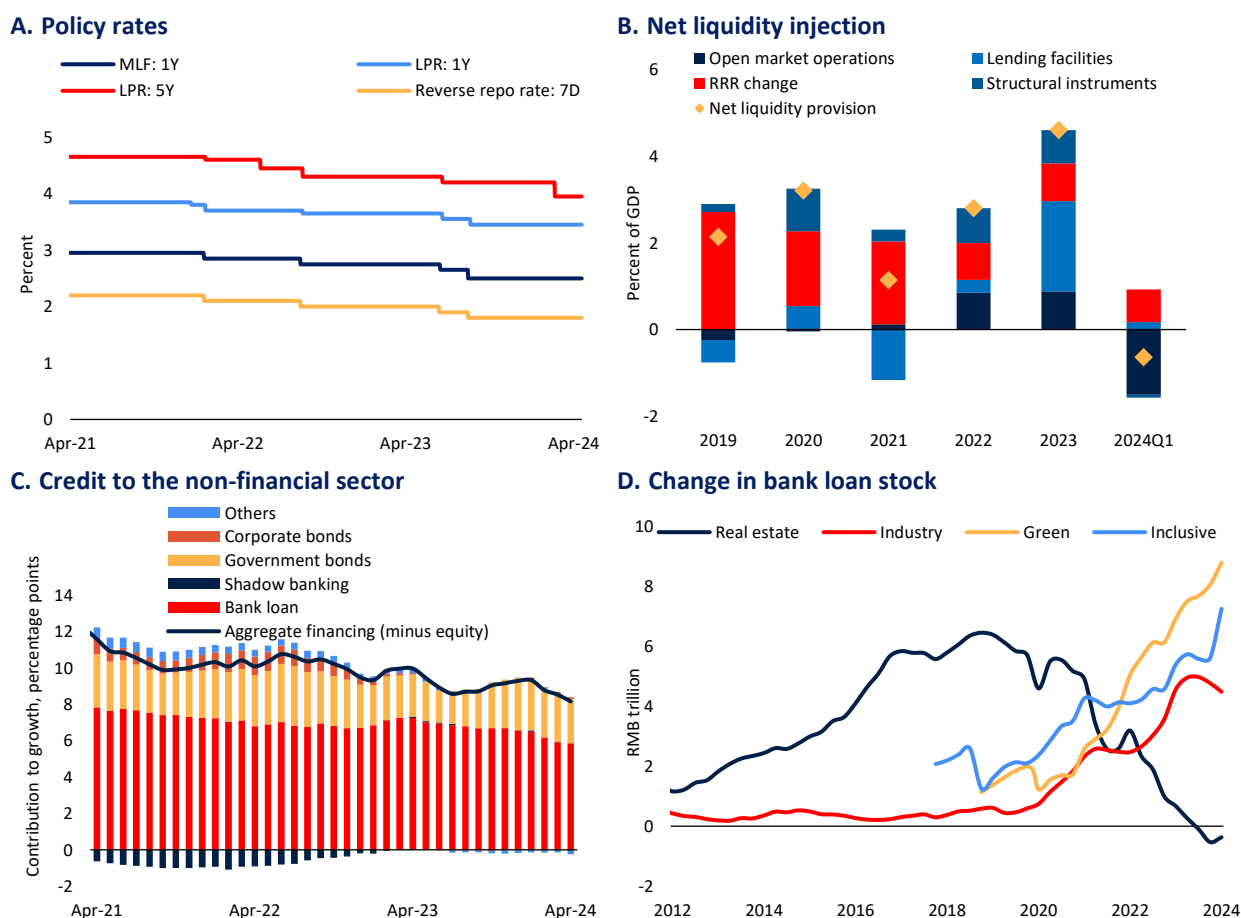 A. Policy rates
MLF: 1Y
LPR: 1Y
LPR: 5Y
Reverse repo rate: 7D
Percent
5
4
3
2
1
0
Apr-21
Apr-22
Apr-23
Apr-24
B. Net liquidity injection
Open market operations
Lending facilities
RRR change
Structural instruments
Net liquidity provision
Percent of GDP
6
4
2
0
-2
2019
2020
2021
2022
2023
2024Q1
C. Credit to the non-financial sector
Others
Corporate bonds
Government bonds
Shadow banking
Bank loan
Aggregate financing (minus equity)
Contribution to growth, percentage points
14
12
10
8
6
4
2
0
-2
Apr-21
Apr-22
Apr-23
Apr-24
D. Change in bank loan stock
Real estate
Industry
Green
Inclusive
RMB trillion
10
8
6
4
2
0
-2
2012
2014
2016
2018
2020
2022
2024